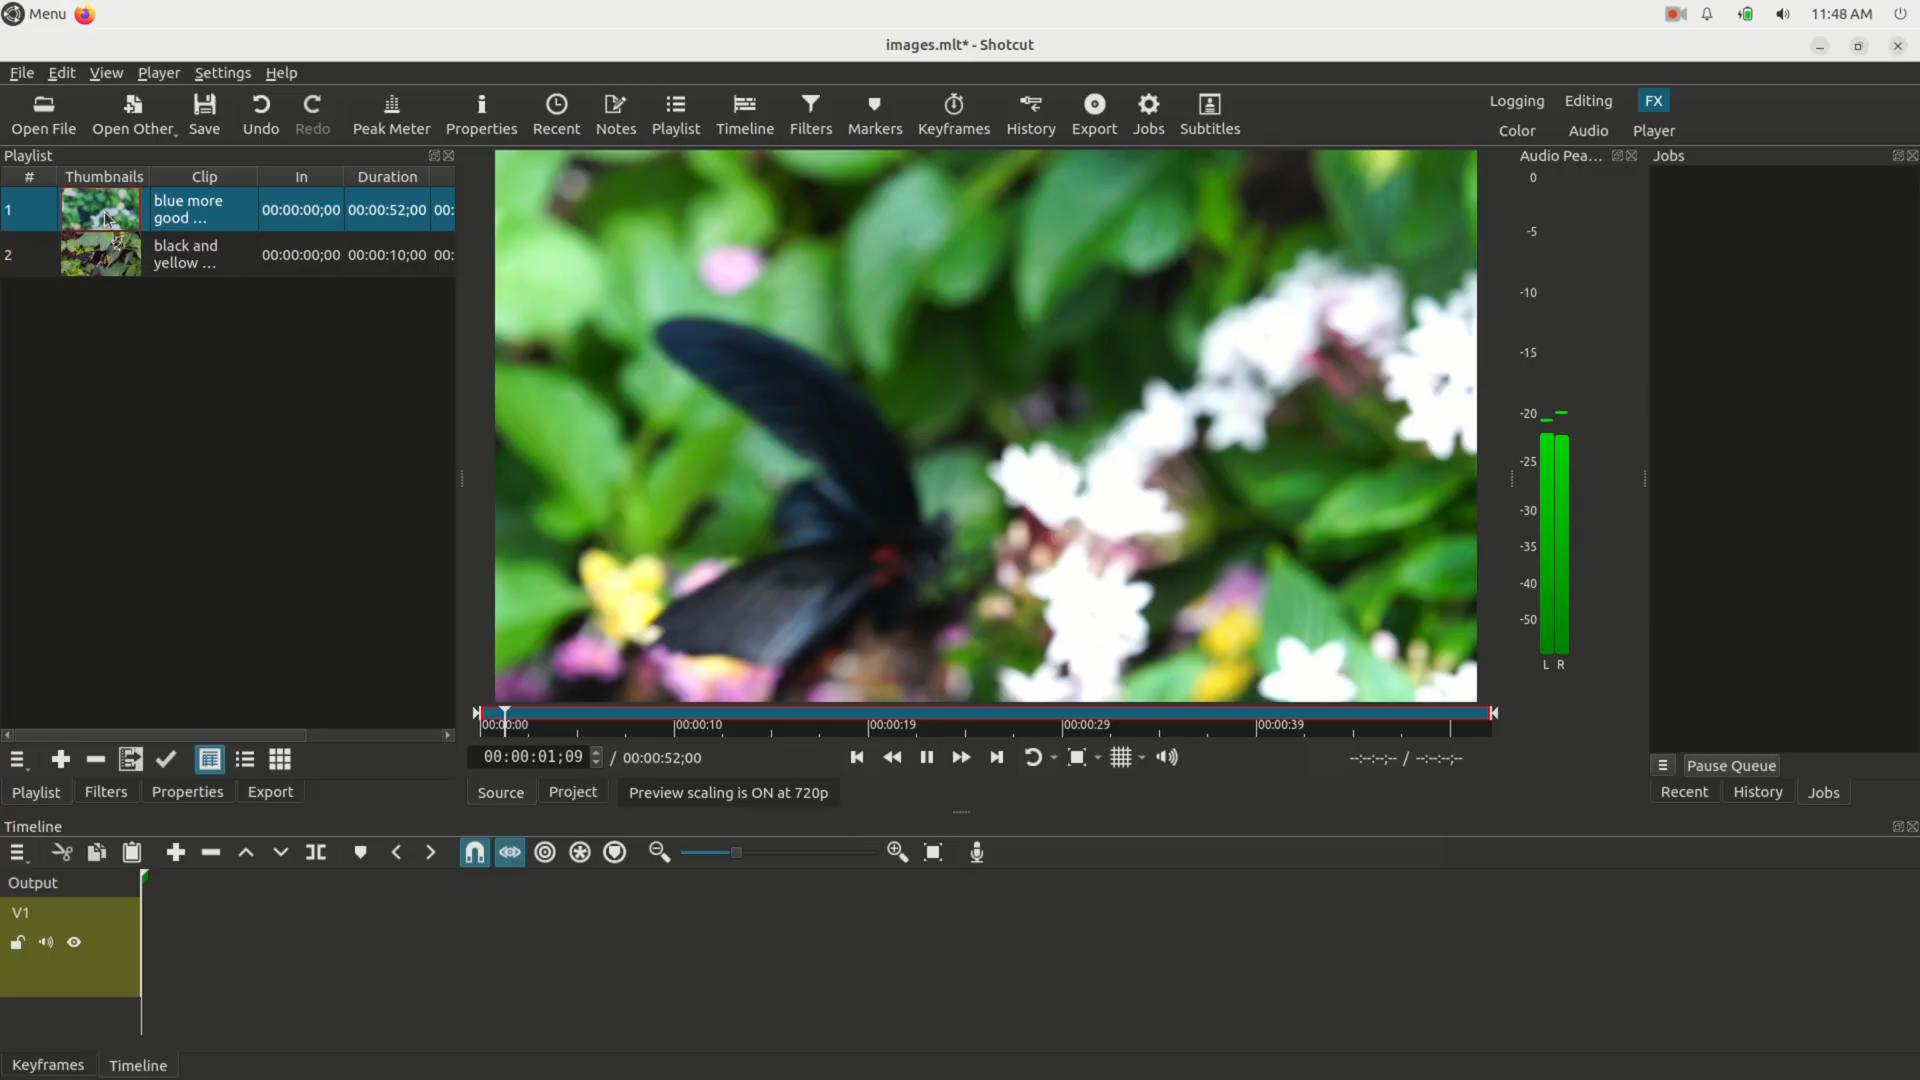 Menu 11:48 AM
images.mlt* - Shotcut
File Edit View Player Settings Help
Open File Open Other Save Undo Redo Peak Meter Properties Recent Notes Playlist Timeline Filters Markers Keyframes History Export Jobs Subtitles
Logging Editing FX
Color Audio Player
Playlist
# Thumbnails Clip In Duration
1 blue more good ... 00:00:00;00 00:00:52;00 00:
2 black and yellow ... 00:00:00;00 00:00:10;00 00:
Audio Pea... Jobs
0
-5
-10
-15
-20
-25
-30
-35
-40
-50
L R
00:00:00 00:00:10 00:00:19 00:00:29 00:00:39
00:00:01;09 / 00:00:52;00 --:--:--;-- / --:--:--;--
Pause Queue
Playlist Filters Properties Export
Source Project Preview scaling is ON at 720p
Recent History Jobs
Timeline
Output
V1
Keyframes Timeline